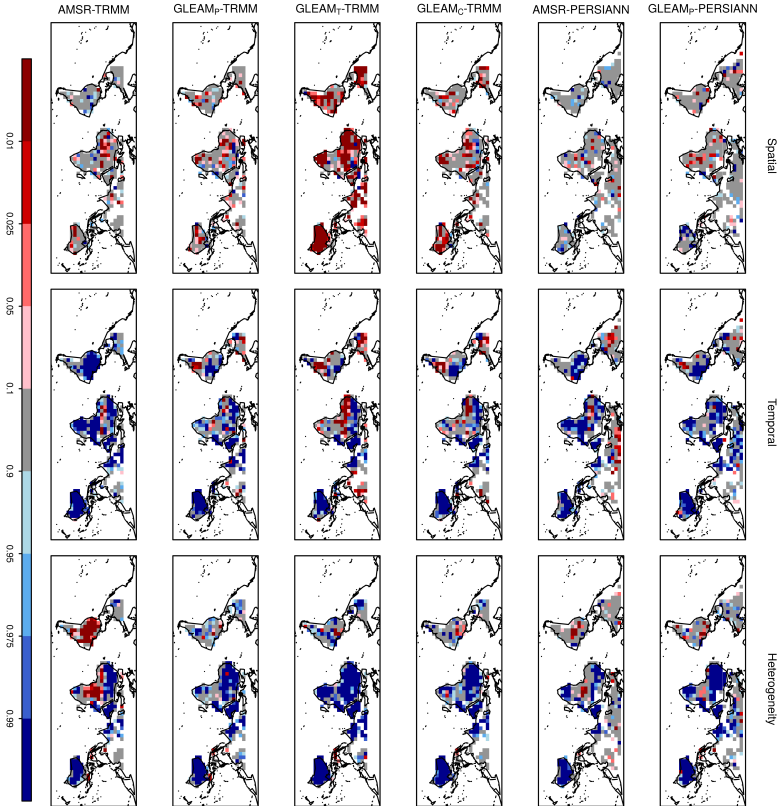 AMSR-TRMM
GLEAMP-TRMM
GLEAMT-TRMM
GLEAMC-TRMM
AMSR-PERSIANN
GLEAMP-PERSIANN
Spatial
Temporal
Heterogeneity
0.01
0.025
0.05
0.1
0.9
0.95
0.975
0.99